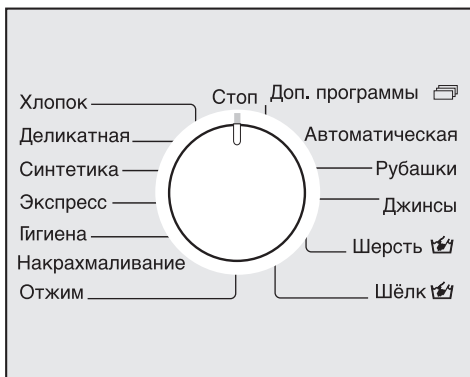 Стоп
Доп. программы
Автоматическая
Рубашки
Джинсы
Шерсть
Шёлк
Хлопок
Деликатная
Синтетика
Экспресс
Гигиена
Накрахмаливание
Отжим